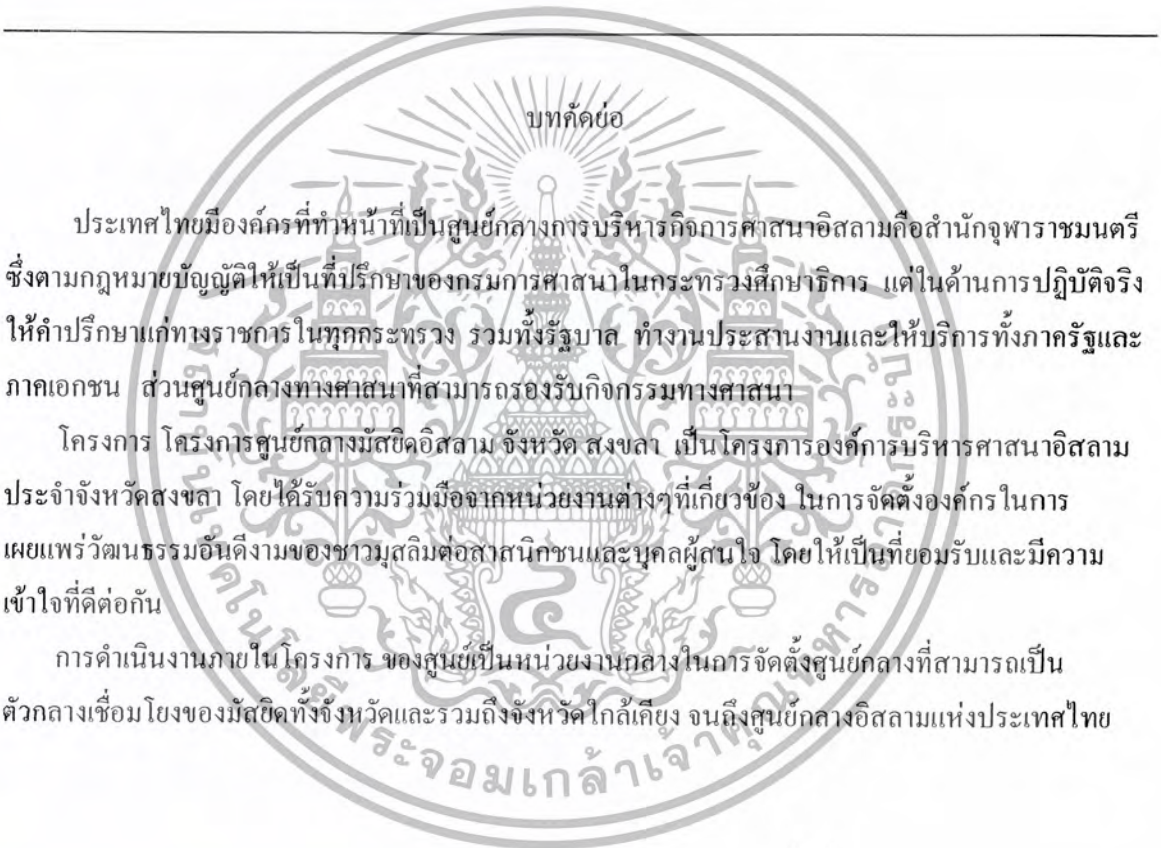 บทคัดย่อ
ประเทศไทยมีองค์กรที่ทำหน้าที่เป็นศูนย์กลางการบริหารกิจการศาสนาอิสลามคือสำนักจุฬาราชมนตรี
ซึ่งตามกฎหมายบัญญัติให้เป็นที่ปรึกษาของกรมการศาสนาในกระทรวงศึกษาธิการ แต่ในด้านการปฏิบัติจริง
ให้คำปรึกษาแก่ทางราชการในทุกกระทรวง รวมทั้งรัฐบาล ทำงานประสานงานและให้บริการทั้งภาครัฐและ
ภาคเอกชน ส่วนศูนย์กลางทางศาสนาที่สามารถรองรับกิจกรรมทางศาสนา
โครงการ โครงการศูนย์กลางมัสยิดอิสลาม จังหวัด สงขลา เป็นโครงการองค์การบริหารศาสนาอิสลาม
ประจำจังหวัดสงขลา โดยได้รับความร่วมมือจากหน่วยงานต่างๆที่เกี่ยวข้อง ในการจัดตั้งองค์กรในการ
เผยแพร่วัฒนธรรมอันดีงามของชาวมุสลิมต่อสาสนิกชนและบุคลผู้สนใจ โดยให้เป็นที่ยอมรับและมีความ
เข้าใจที่ดีต่อกัน
การดำเนินงานภายในโครงการ ของศูนย์เป็นหน่วยงานกลางในการจัดตั้งศูนย์กลางที่สามารถเป็น
ตัวกลางเชื่อมโยงของมัสยิดทั้งจังหวัดและรวมถึงจังหวัดใกล้เคียง จนถึงศูนย์กลางอิสลามแห่งประเทศไทย
สถาบันเทคโนโลยีพระจอมเกล้าเจ้าคุณทหารลาดกระบัง